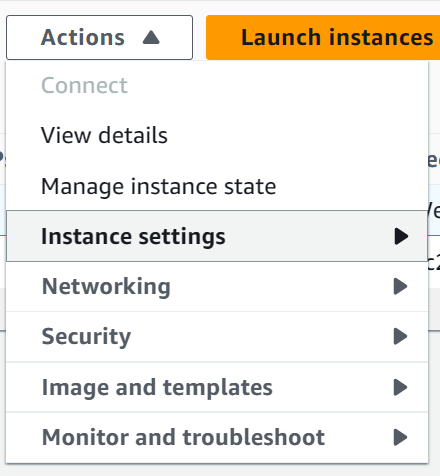 Actions
Launch instances
Connect
View details
Manage instance state
Instance settings
Networking
Security
Image and templates
Monitor and troubleshoot